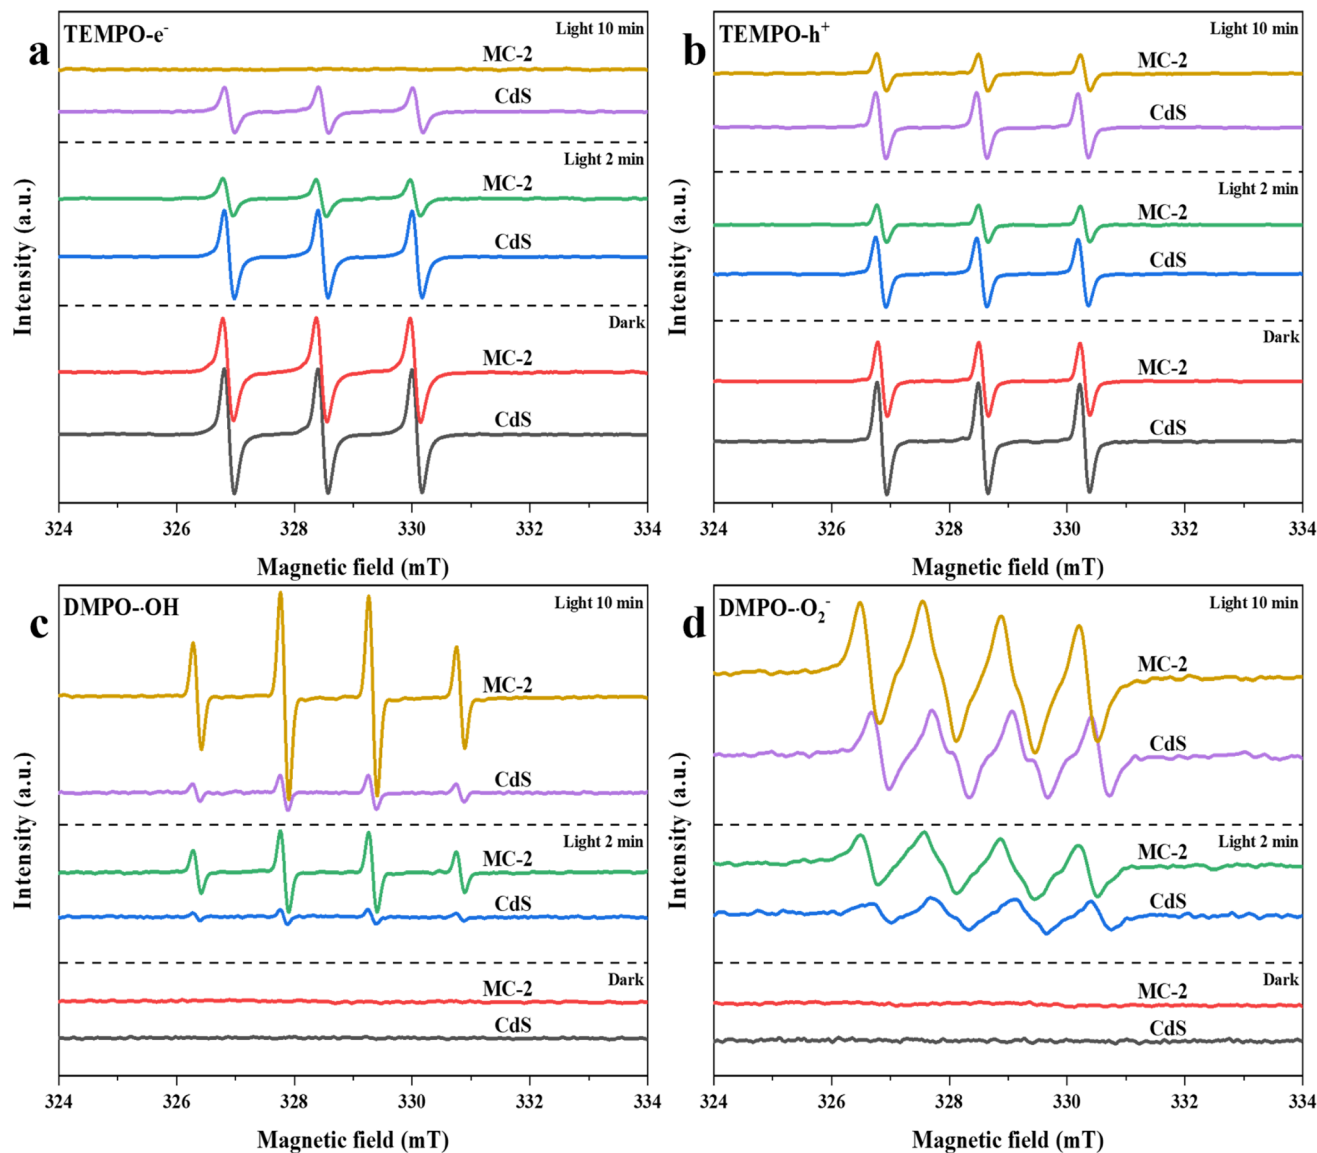 a
TEMPO-e⁻
Light 10 min
MC-2
CdS
Light 2 min
MC-2
CdS
Dark
MC-2
CdS
Intensity (a.u.)
324 326 328 330 332 334
Magnetic field (mT)
b
TEMPO-h⁺
Light 10 min
MC-2
CdS
Light 2 min
MC-2
CdS
Dark
MC-2
CdS
Intensity (a.u.)
324 326 328 330 332 334
Magnetic field (mT)
c
DMPO-·OH
Light 10 min
MC-2
CdS
Light 2 min
MC-2
CdS
Dark
MC-2
CdS
Intensity (a.u.)
324 326 328 330 332 334
Magnetic field (mT)
d
DMPO-·O₂⁻
Light 10 min
MC-2
CdS
Light 2 min
MC-2
CdS
Dark
MC-2
CdS
Intensity (a.u.)
324 326 328 330 332 334
Magnetic field (mT)